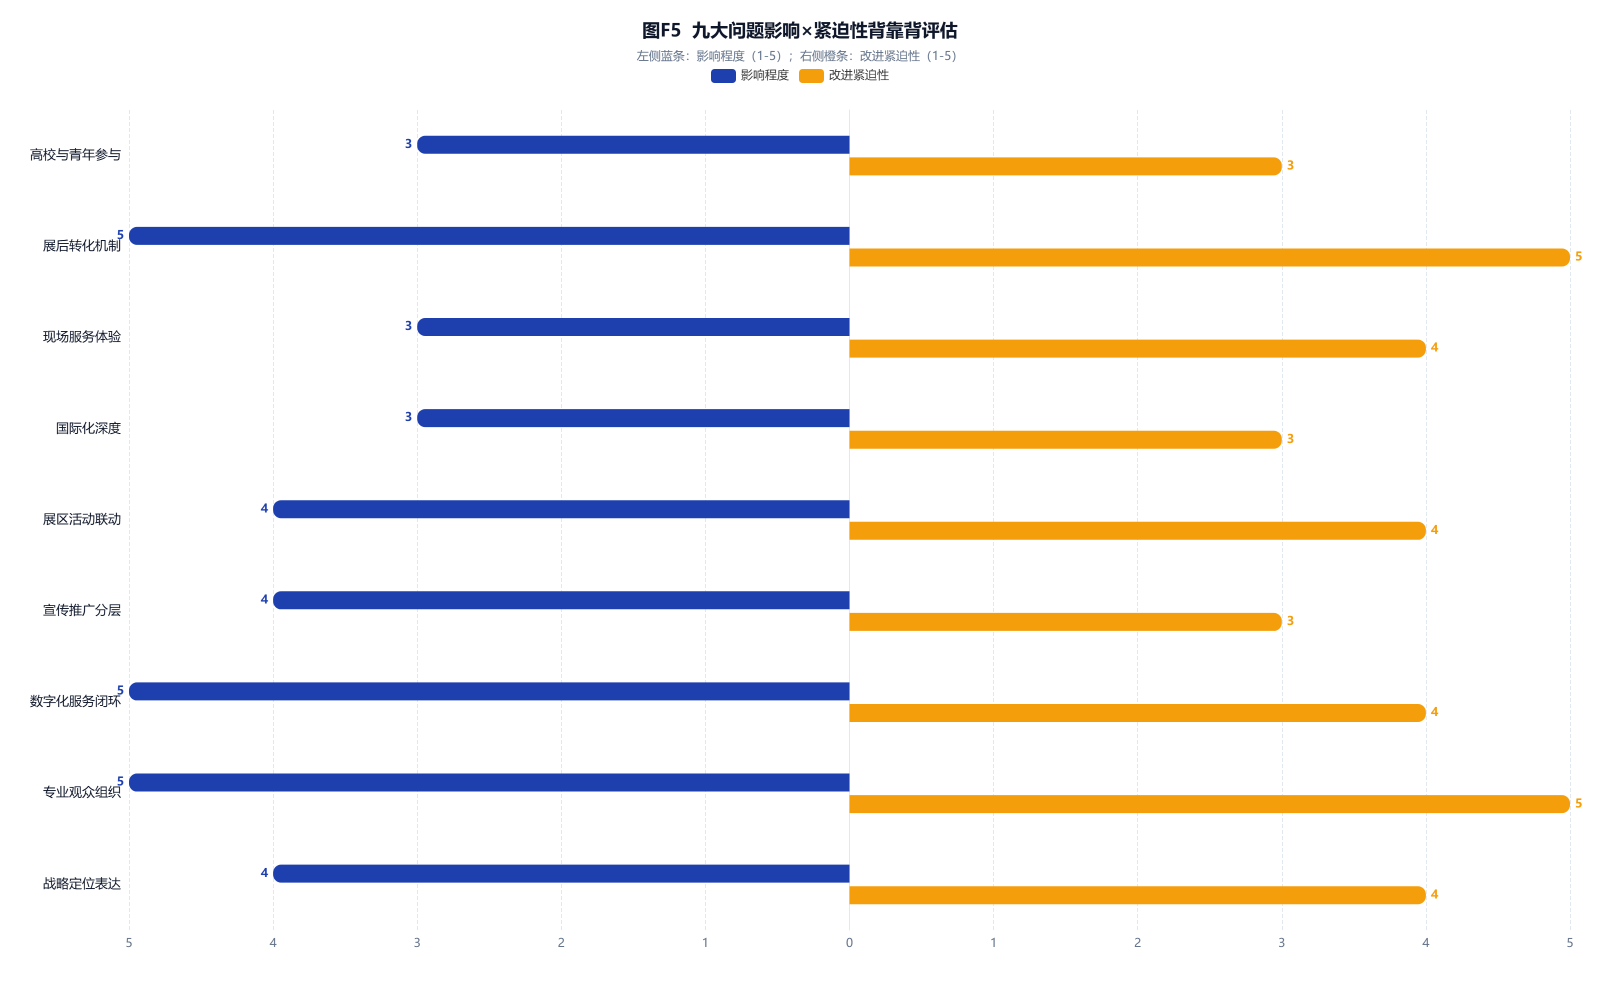 图F5 九大问题影响×紧迫性背靠背评估
左侧蓝条：影响程度（1-5）；右侧橙条：改进紧迫性（1-5）
影响程度 改进紧迫性
高校与青年参与 3 3
展后转化机制 5 5
现场服务体验 3 4
国际化深度 3 3
展区活动联动 4 4
宣传推广分层 4 3
数字化服务闭环 5 4
专业观众组织 5 5
战略定位表达 4 4
5 4 3 2 1 0 1 2 3 4 5